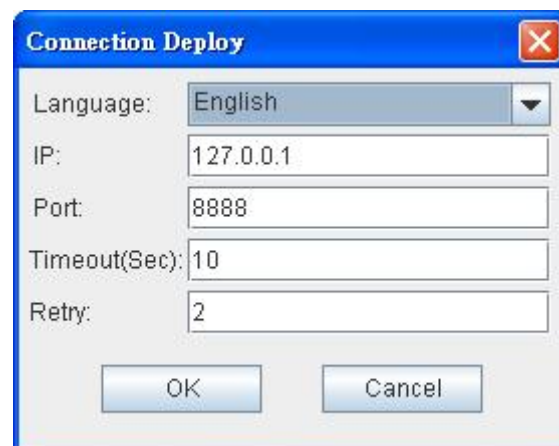 Connection Deploy
Language: English
IP: 127.0.0.1
Port: 8888
Timeout(Sec): 10
Retry: 2
OK Cancel